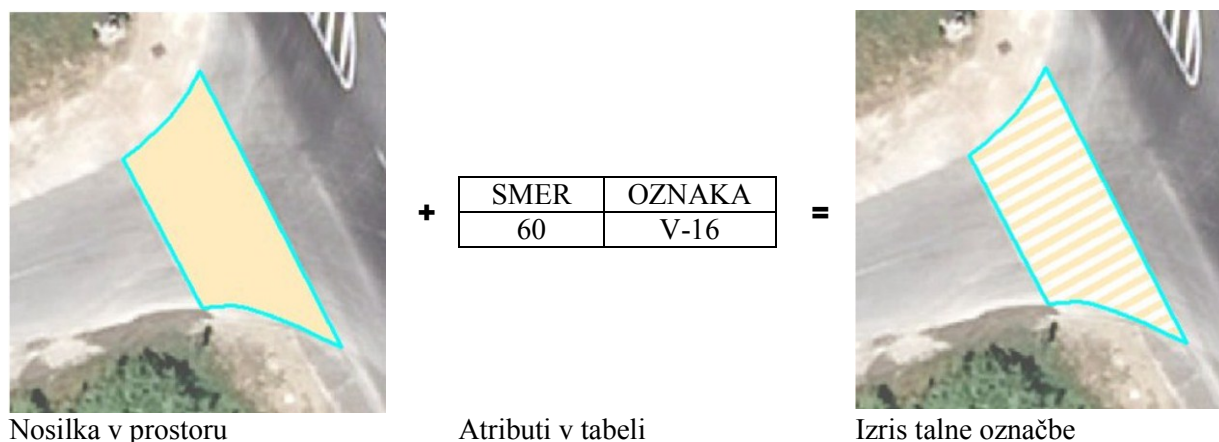 +
SMER OZNAKA
60 V-16
=
Nosilka v prostoru
Atributi v tabeli
Izris talne označbe